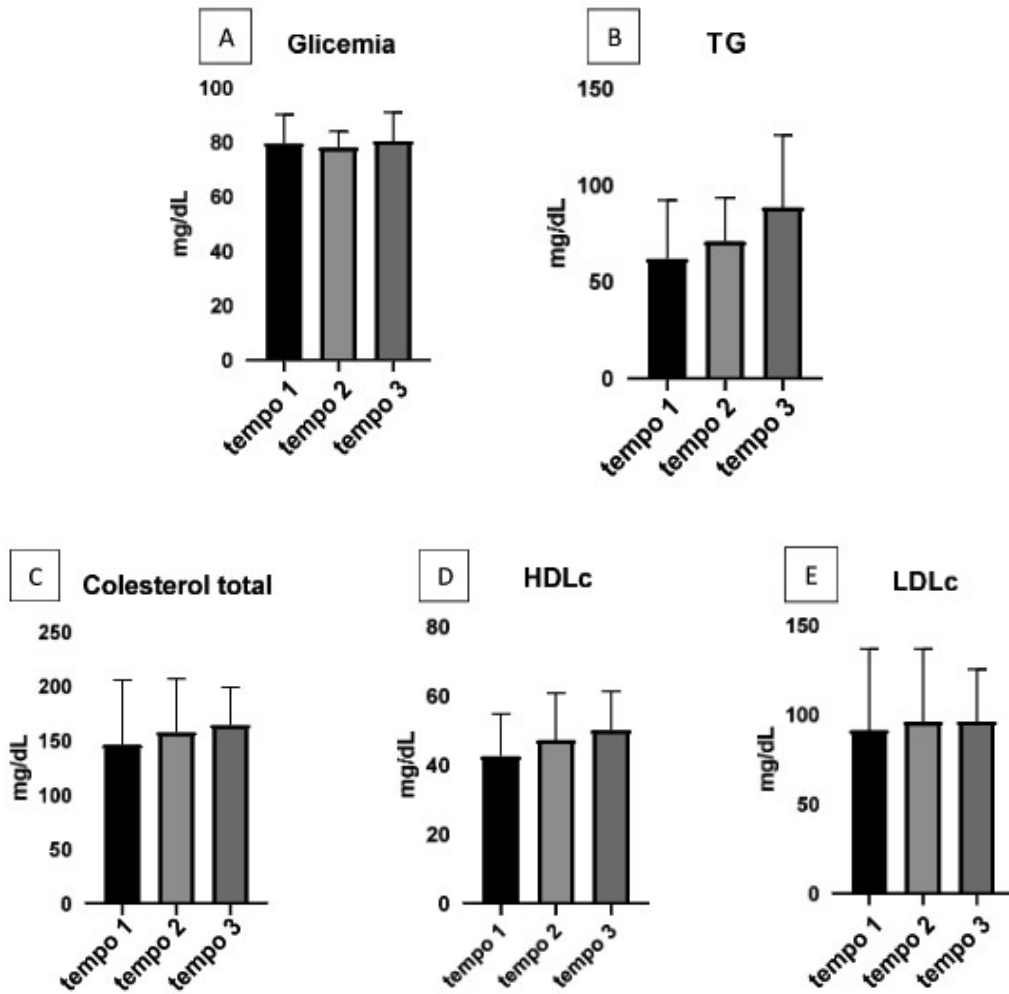 A
Glicemia
100
80
60
40
20
0
mg/dL
tempo 1
tempo 2
tempo 3
B
TG
150
100
50
0
mg/dL
tempo 1
tempo 2
tempo 3
C
Colesterol total
250
200
150
100
50
0
mg/dL
tempo 1
tempo 2
tempo 3
D
HDLc
80
60
40
20
0
mg/dL
tempo 1
tempo 2
tempo 3
E
LDLc
150
100
50
0
mg/dL
tempo 1
tempo 2
tempo 3